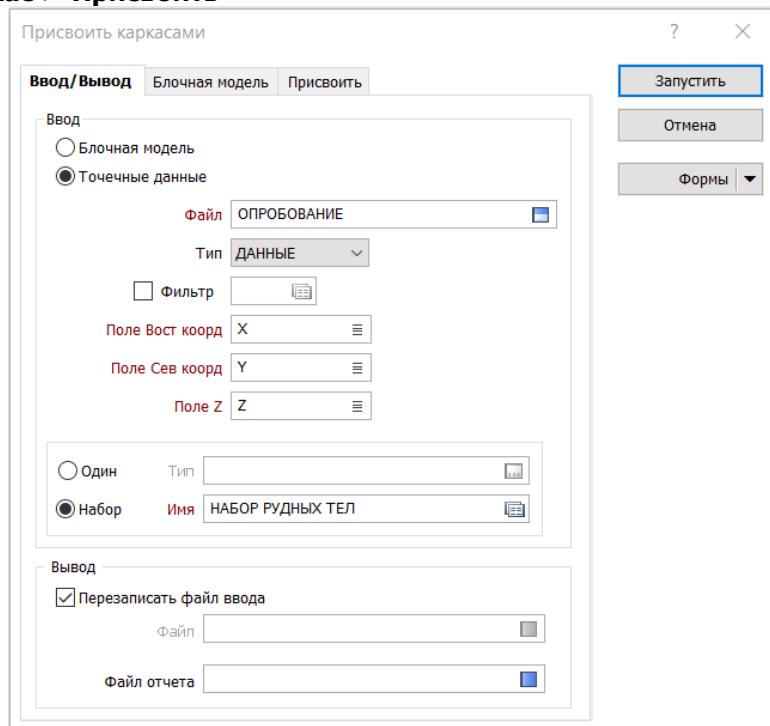 Присвоить каркасами ?
Ввод/Вывод Блочная модель Присвоить
Запустить
Отмена
Формы
Ввод
Блочная модель
Точечные данные
Файл ОПРОБОВАНИЕ
Тип ДАННЫЕ
Фильтр
Поле Вост коорд X
Поле Сев коорд Y
Поле Z Z
Один Тип
Набор Имя НАБОР РУДНЫХ ТЕЛ
Вывод
Перезаписать файл ввода
Файл
Файл отчета